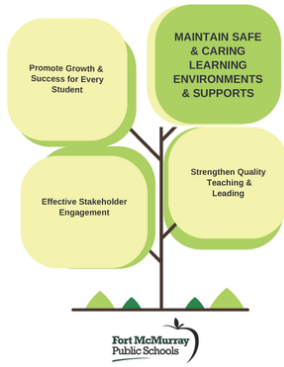 Promote Growth &
Success for Every
Student
MAINTAIN SAFE
& CARING
LEARNING
ENVIRONMENTS
& SUPPORTS
Effective Stakeholder
Engagement
Strengthen Quality
Teaching &
Leading
Fort McMurray
Public Schools